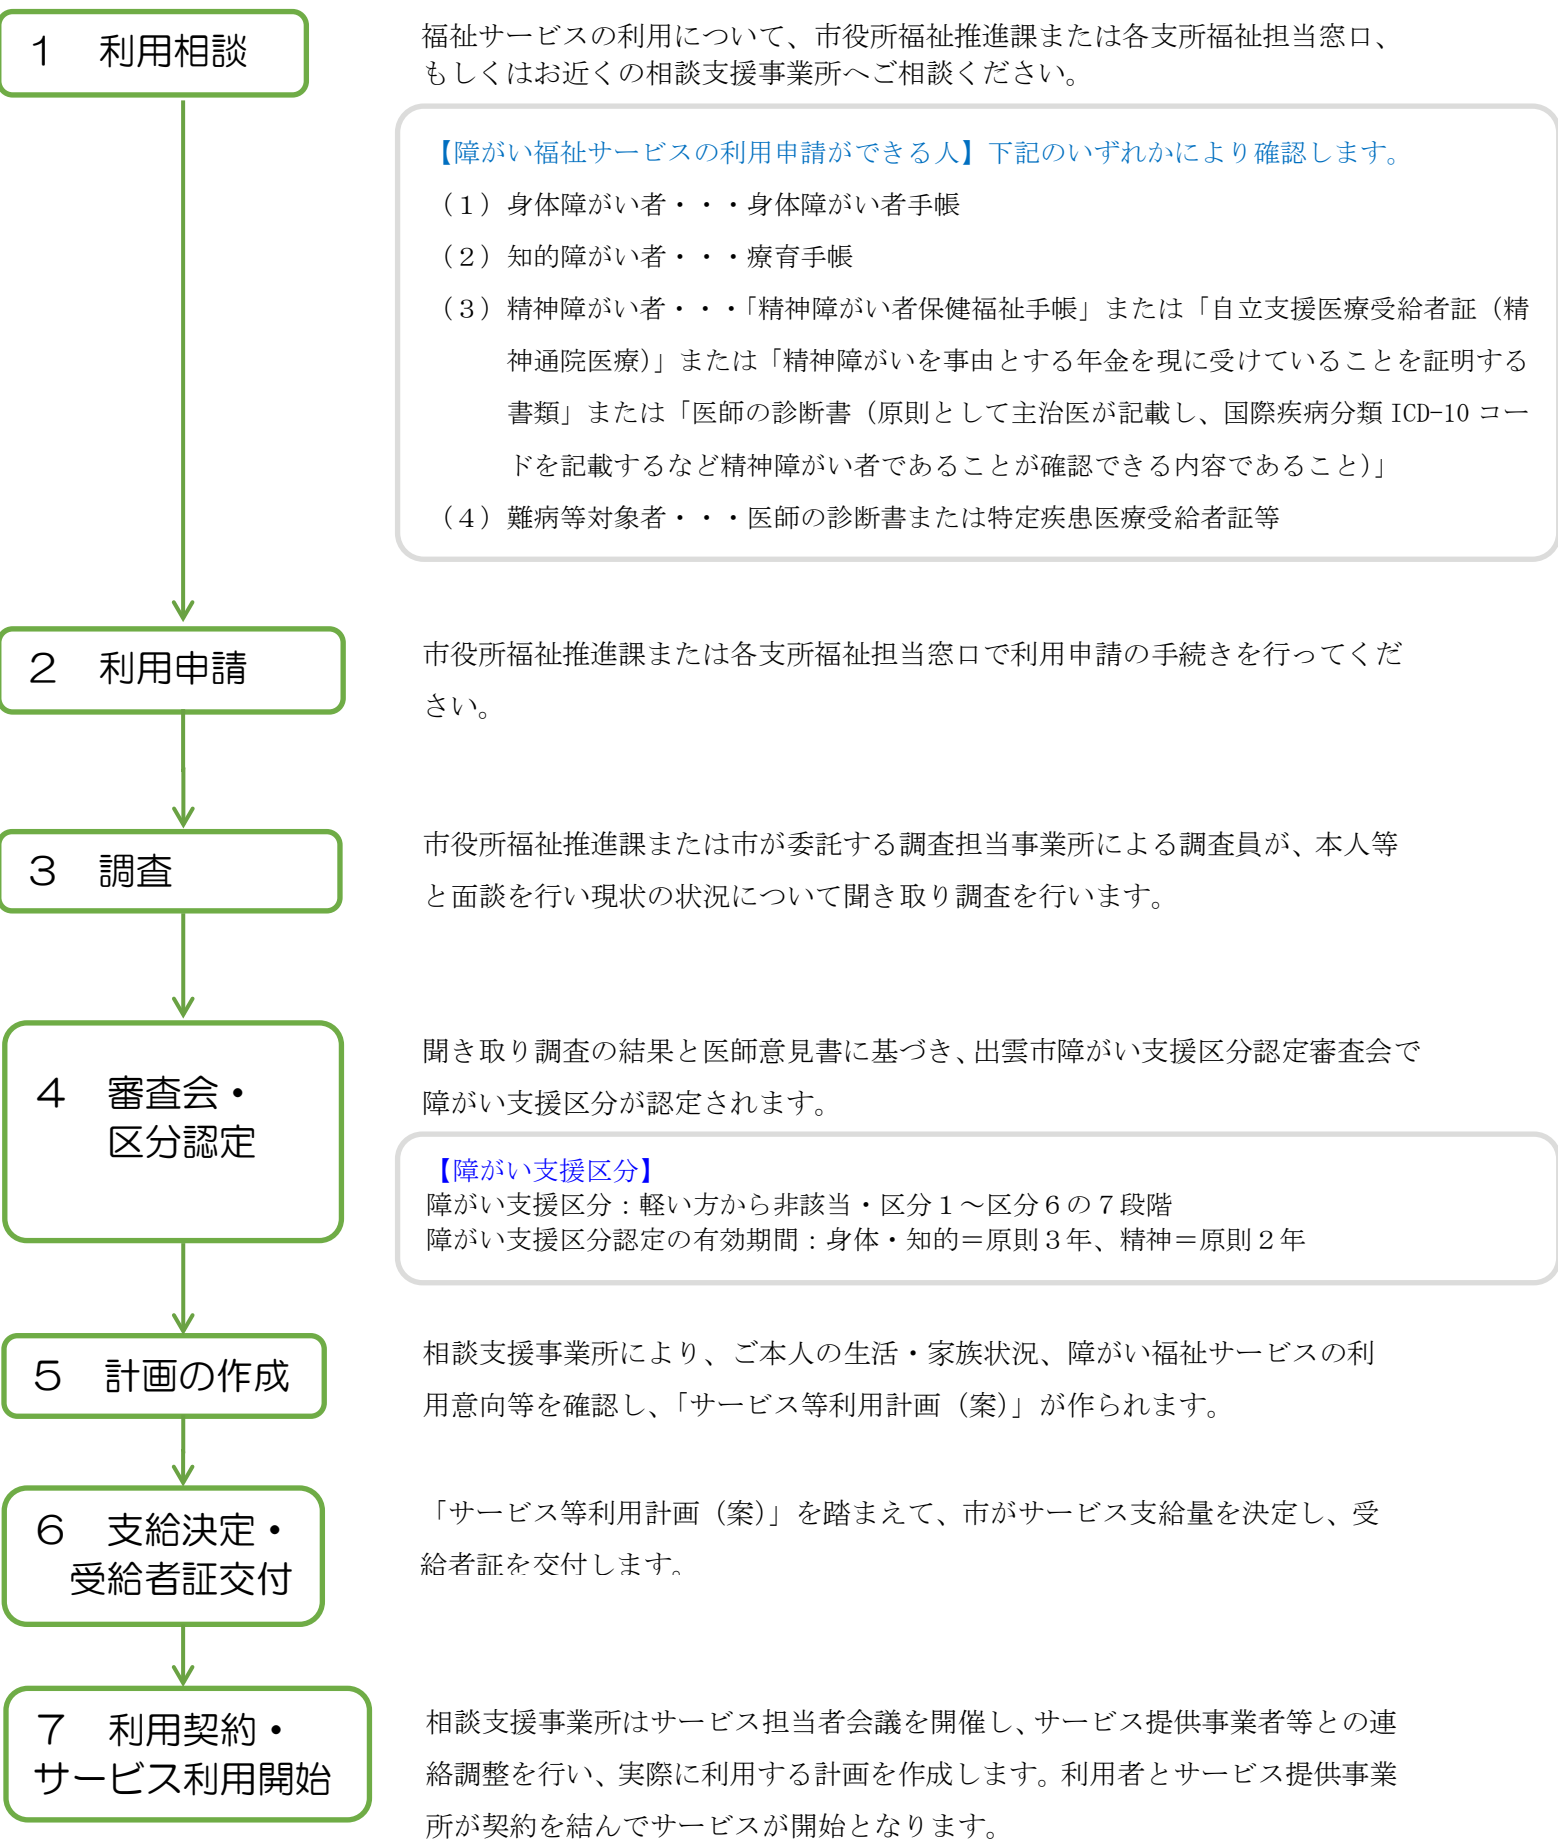 １　利用相談
福祉サービスの利用について、市役所福祉推進課または各支所福祉担当窓口、
もしくはお近くの相談支援事業所へご相談ください。
【障がい福祉サービスの利用申請ができる人】下記のいずれかにより確認します。
（１）身体障がい者・・・身体障がい者手帳
（２）知的障がい者・・・療育手帳
（３）精神障がい者・・・「精神障がい者保健福祉手帳」または「自立支援医療受給者証（精
神通院医療）」または「精神障がいを事由とする年金を現に受けていることを証明する
書類」または「医師の診断書（原則として主治医が記載し、国際疾病分類 ICD-10 コー
ドを記載するなど精神障がい者であることが確認できる内容であること）」
（４）難病等対象者・・・医師の診断書または特定疾患医療受給者証等
２　利用申請
市役所福祉推進課または各支所福祉担当窓口で利用申請の手続きを行ってくだ
さい。
３　調査
市役所福祉推進課または市が委託する調査担当事業所による調査員が、本人等
と面談を行い現状の状況について聞き取り調査を行います。
４　審査会・
区分認定
聞き取り調査の結果と医師意見書に基づき、出雲市障がい支援区分認定審査会で
障がい支援区分が認定されます。
【障がい支援区分】
障がい支援区分：軽い方から非該当・区分１～区分６の７段階
障がい支援区分認定の有効期間：身体・知的＝原則３年、精神＝原則２年
５　計画の作成
相談支援事業所により、ご本人の生活・家族状況、障がい福祉サービスの利
用意向等を確認し、「サービス等利用計画（案）」が作られます。
６　支給決定・
受給者証交付
「サービス等利用計画（案）」を踏まえて、市がサービス支給量を決定し、受
給者証を交付します。
７　利用契約・
サービス利用開始
相談支援事業所はサービス担当者会議を開催し、サービス提供事業者等との連
絡調整を行い、実際に利用する計画を作成します。利用者とサービス提供事業
所が契約を結んでサービスが開始となります。